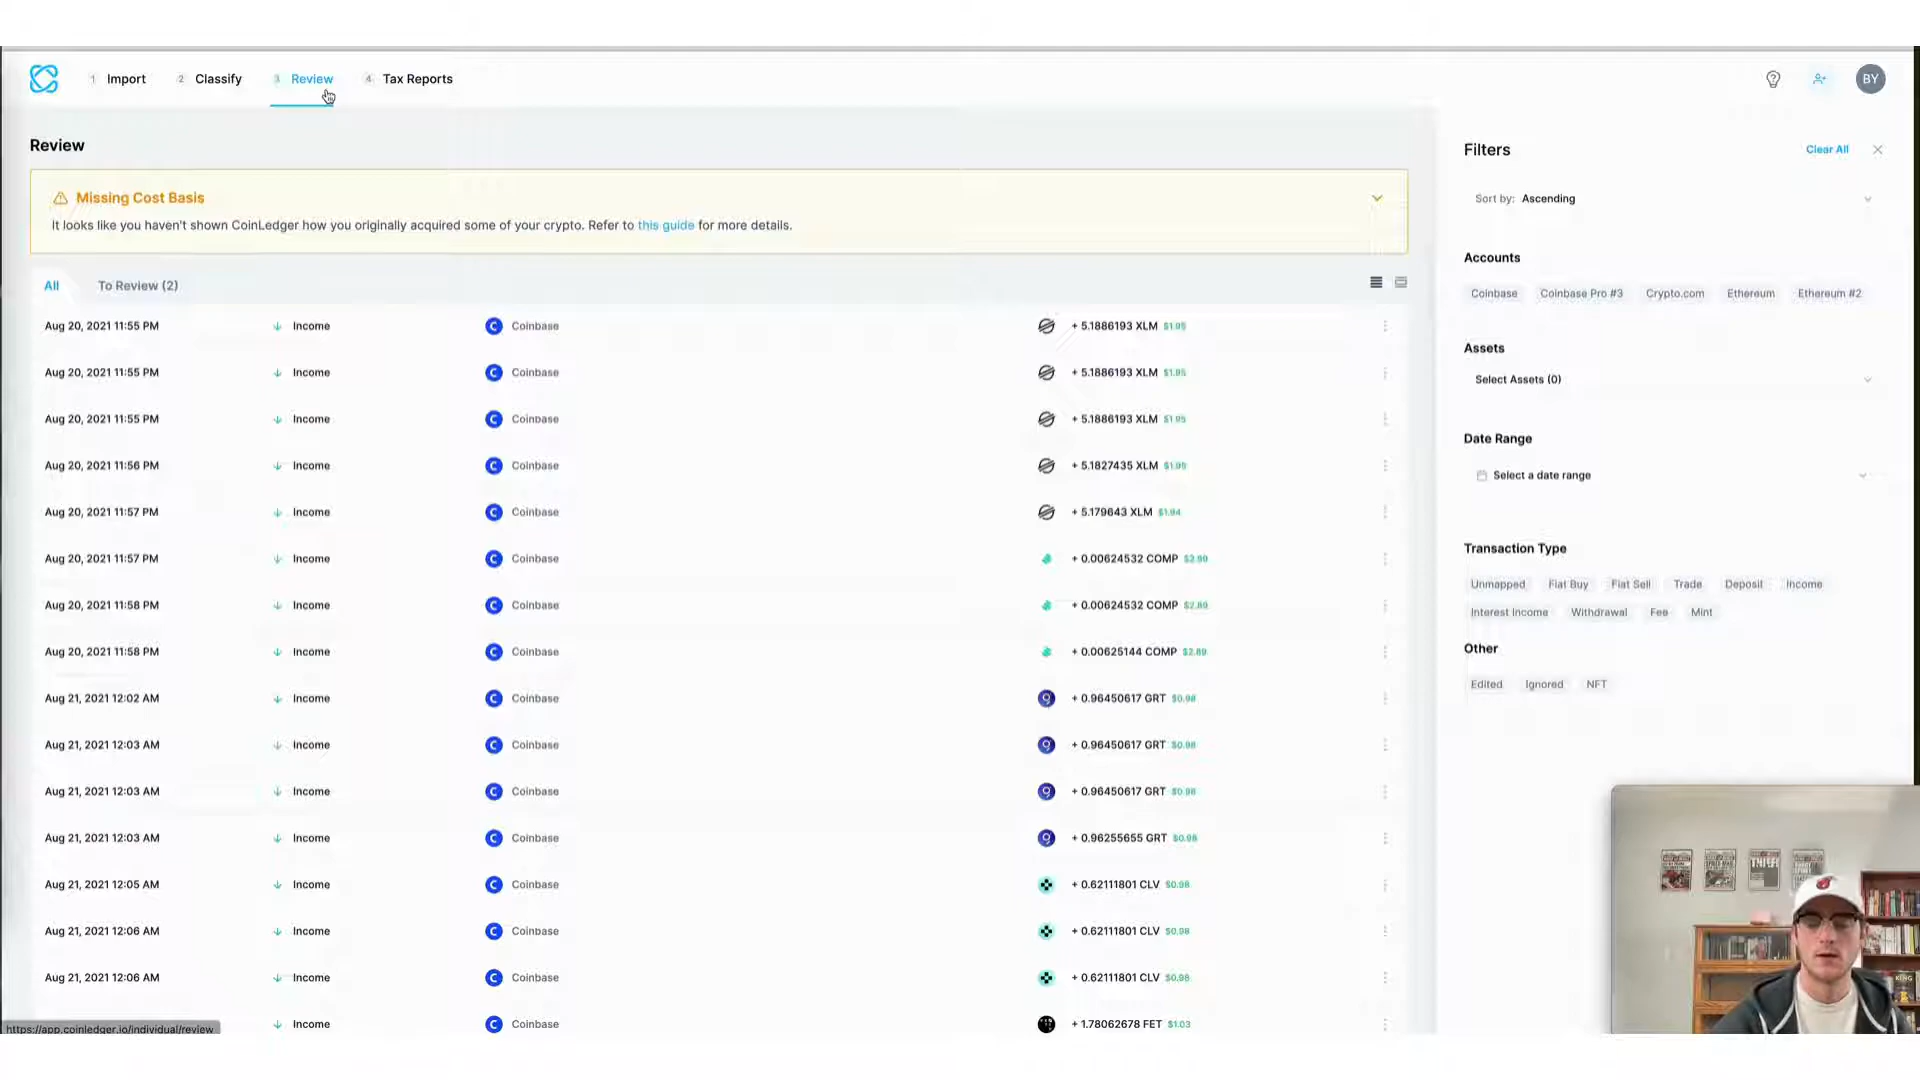 1 Import 2 Classify 3 Review 4 Tax Reports BY
Review
Missing Cost Basis
It looks like you haven't shown CoinLedger how you originally acquired some of your crypto. Refer to this guide for more details.
All To Review (2)
Aug 20, 2021 11:55 PM Income Coinbase + 5.1886193 XLM $1.95
Aug 20, 2021 11:55 PM Income Coinbase + 5.1886193 XLM $1.95
Aug 20, 2021 11:55 PM Income Coinbase + 5.1886193 XLM $1.95
Aug 20, 2021 11:56 PM Income Coinbase + 5.1827435 XLM
Aug 20, 2021 11:57 PM Income Coinbase + 5.179643 XLM $1.94
Aug 20, 2021 11:57 PM Income Coinbase + 0.00624532 COMP
Aug 20, 2021 11:58 PM Income Coinbase + 0.00624532 COMP $2.89
Aug 20, 2021 11:58 PM Income Coinbase + 0.00625144 COMP $2.89
Aug 21, 2021 12:02 AM Income Coinbase + 0.96450617 GRT $0.98
Aug 21, 2021 12:03 AM Income Coinbase + 0.96450617 GRT $0.98
Aug 21, 2021 12:03 AM Income Coinbase + 0.96450617 GRT $0.98
Aug 21, 2021 12:03 AM Income Coinbase + 0.96255655 GRT $0.98
Aug 21, 2021 12:05 AM Income Coinbase + 0.62111801 CLV $0.98
Aug 21, 2021 12:06 AM Income Coinbase + 0.62111801 CLV $0.98
Aug 21, 2021 12:06 AM Income Coinbase + 0.62111801 CLV $0.98
Income Coinbase + 1.78062678 FET $1.03
https://app.coinledger.io/individual/review
Filters Clear All
Sort by: Ascending
Accounts
Coinbase Coinbase Pro #3 Crypto.com Ethereum Ethereum #2
Assets
Select Assets (0)
Date Range
Select a date range
Transaction Type
Unmapped Fiat Buy Fiat Sell Trade Deposit Income
Interest Income Withdrawal Fee Mint
Other
Edited Ignored NFT
THIEF
KING